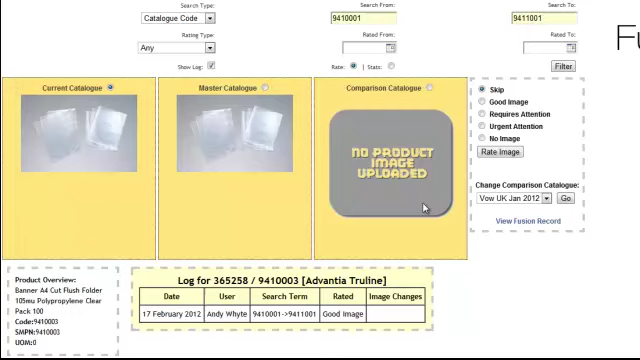 Search Type:
Search From:
Search To:
Catalogue Code
9410001
9411001
Fu
Rating Type:
Rated From:
Rated To:
Any
Show Log:
Rate:
| Stats:
Filter
Current Catalogue
Master Catalogue
Comparison Catalogue
NO PRODUCT
IMAGE
UPLOADED
Skip
Good Image
Requires Attention
Urgent Attention
No Image
Rate Image
Change Comparison Catalogue:
Vow UK Jan 2012
Go
View Fusion Record
Product Overview:
Banner A4 Cut Flush Folder
105mu Polypropylene Clear
Pack 100
Code:9410003
SMPN:9410003
UOM:0
Log for 365258 / 9410003 [Advantia Truline]
Date User Search Term Rated Image Changes
17 February 2012 Andy Whyte 9410001->9411001 Good Image